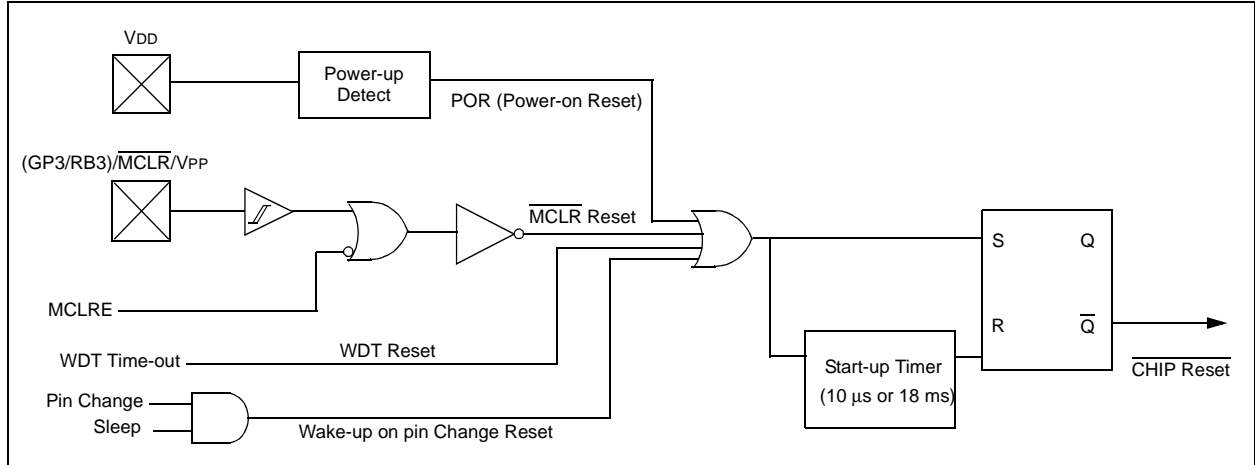 VDD
Power-up
Detect
POR (Power-on Reset)
(GP3/RB3)/MCLR/VPP
MCLR Reset
MCLRE
WDT Time-out
WDT Reset
Pin Change
Sleep
Wake-up on pin Change Reset
S
Q
R
Q
Start-up Timer
(10 μs or 18 ms)
CHIP Reset